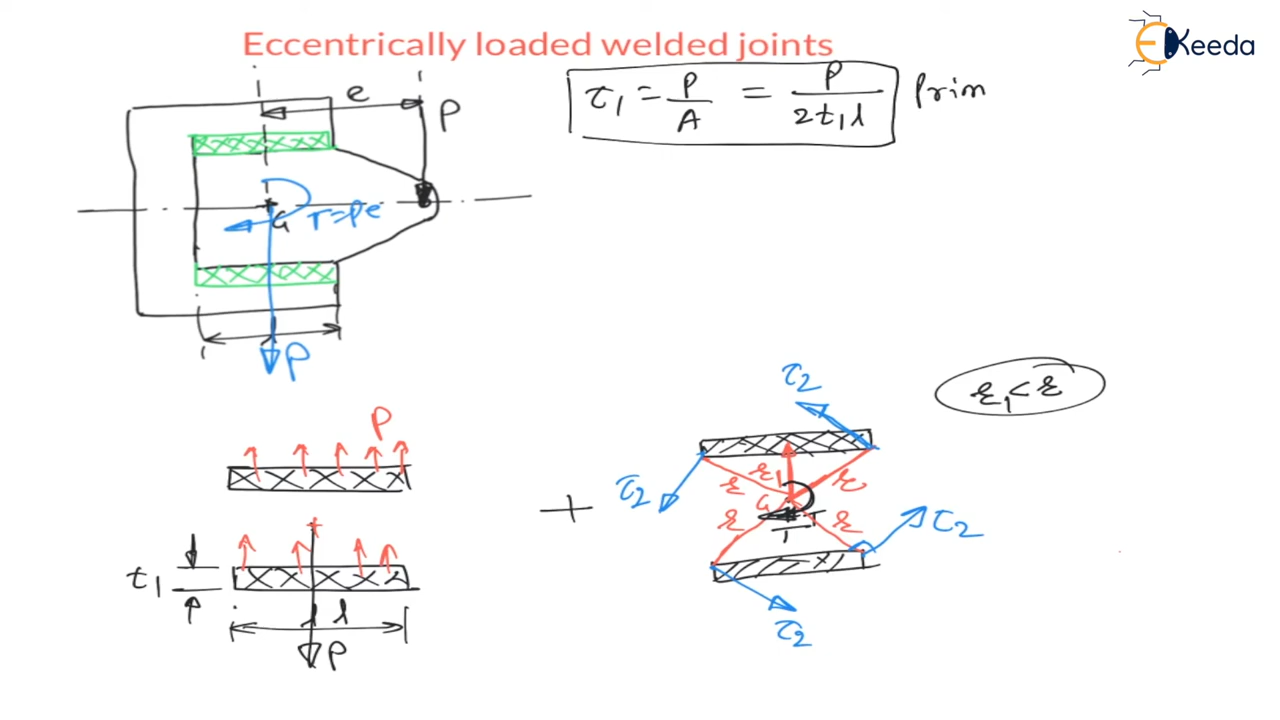 Eccentrically loaded welded joints
Keeda
e
P
τ₁ = P/A = P/2t₁l Prim
G T=Pe
l
P
P
τ₂
r₁ < r
r r₁ r
τ₂
G
r r
T
τ₂
t₁
l l
P
τ₂